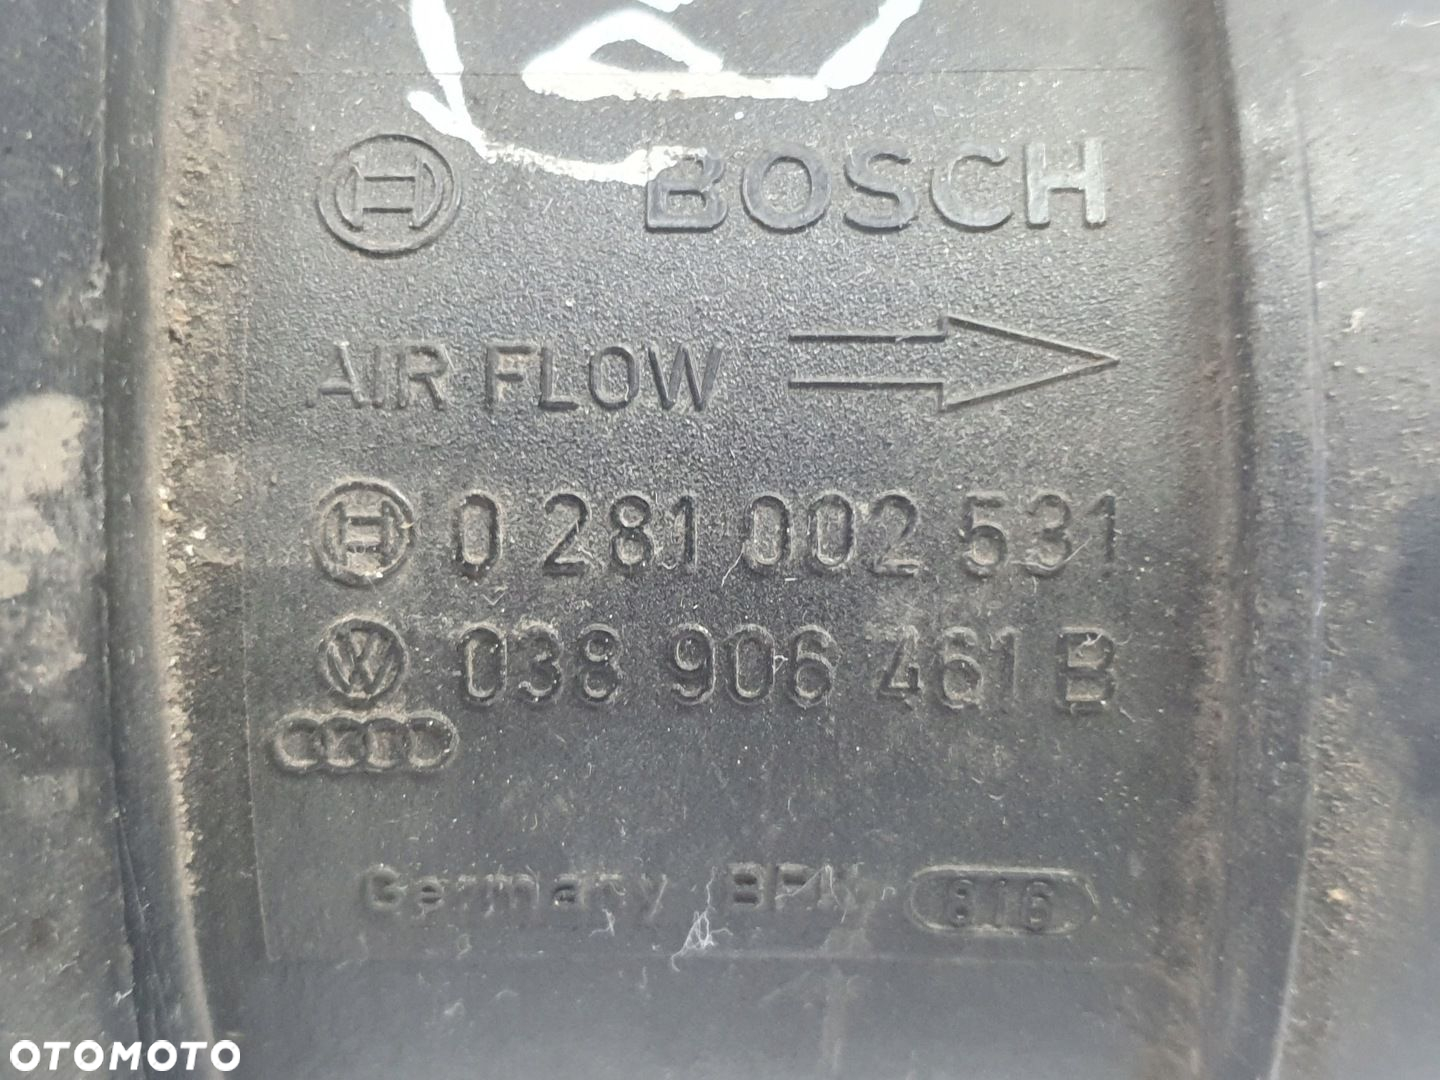 BOSCH
AIR FLOW
0 281 002 531
038 906 461 B
Germany 816
OTOMOTO